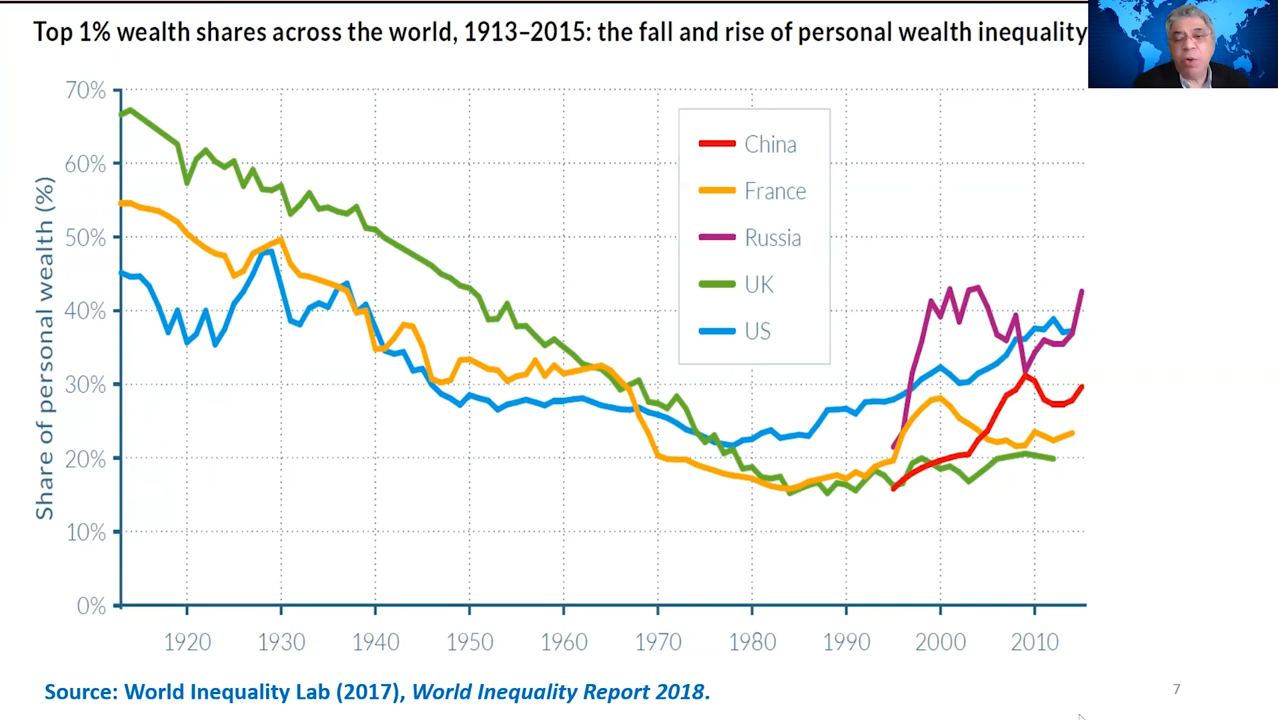 Top 1% wealth shares across the world, 1913–2015: the fall and rise of personal wealth inequality
Share of personal wealth (%)
70%
60%
50%
40%
30%
20%
10%
0%
China
France
Russia
UK
US
1920 1930 1940 1950 1960 1970 1980 1990 2000 2010
Source: World Inequality Lab (2017), World Inequality Report 2018.
7